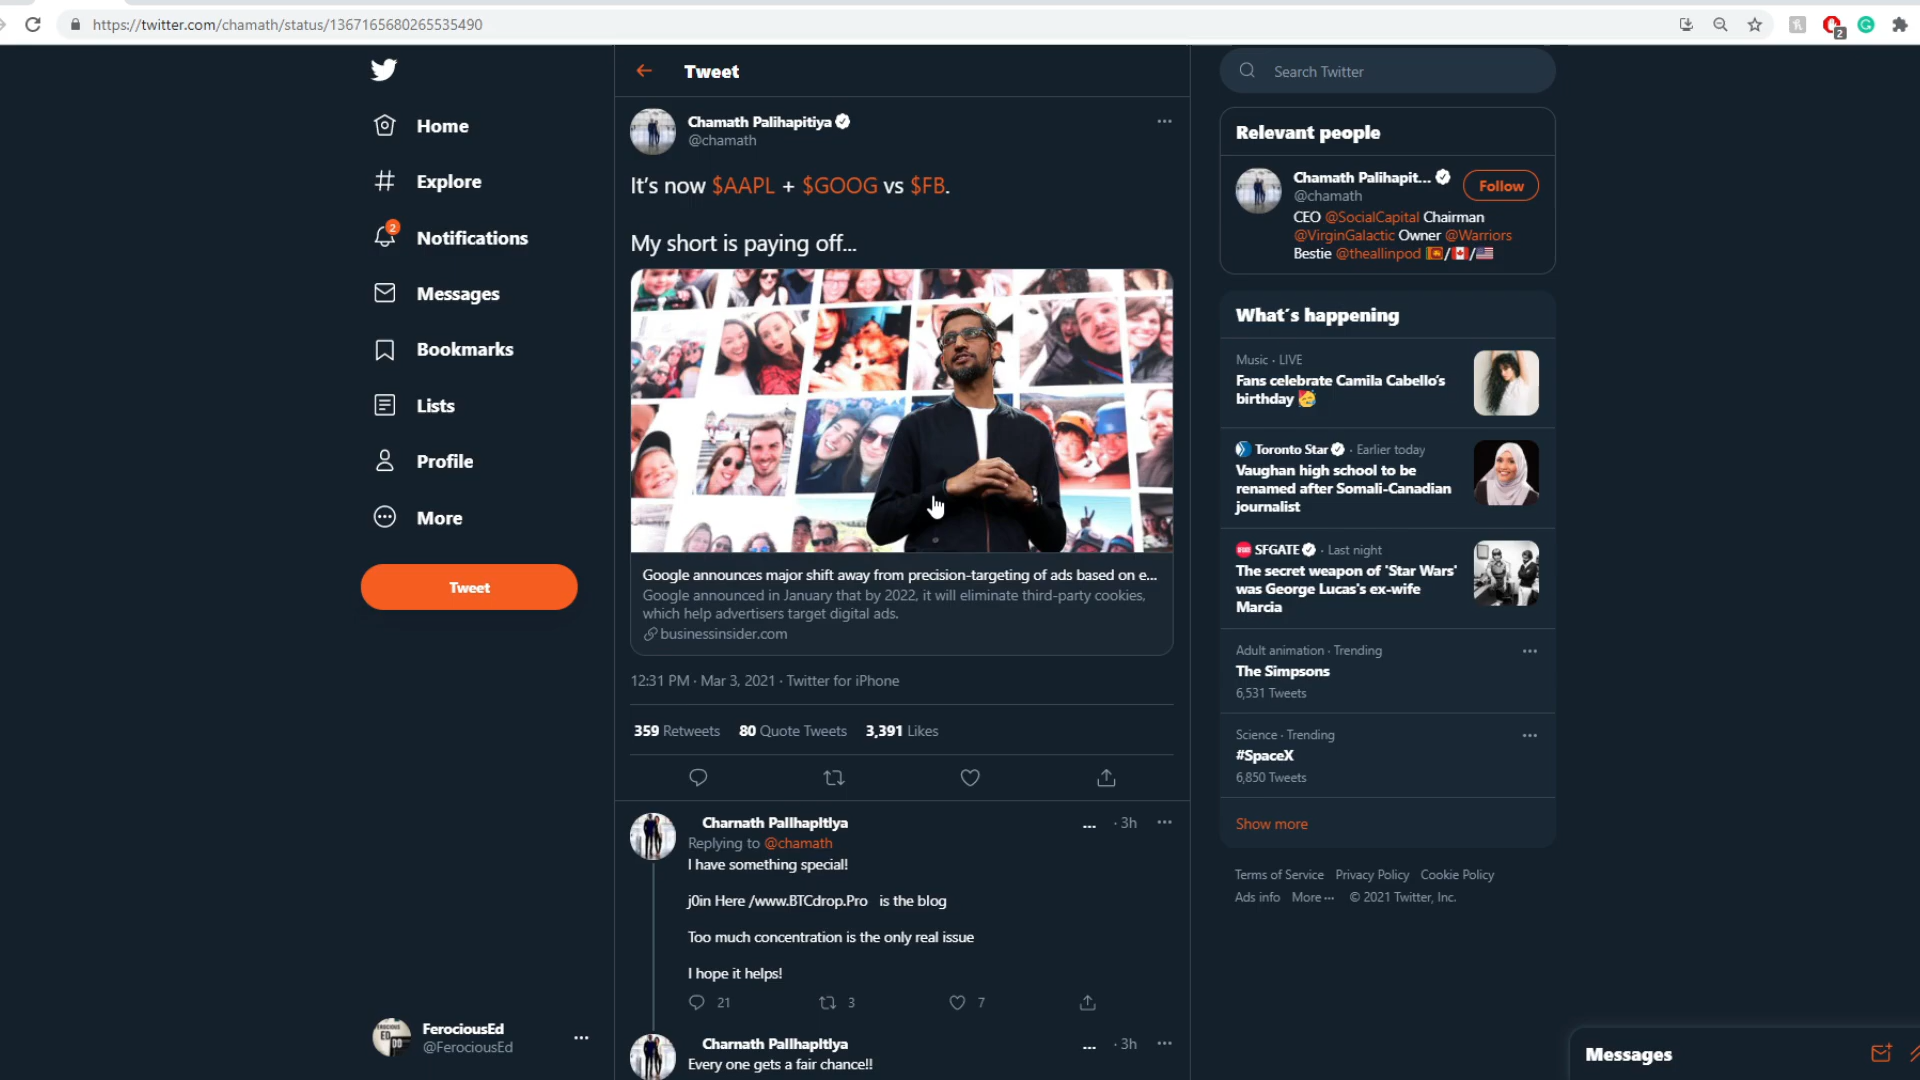 https://twitter.com/chamath/status/1367165680265535490
2
Home
Explore
2
Notifications
Messages
Bookmarks
Lists
Profile
More
Tweet
FerociousEd
@FerociousEd
Tweet
Chamath Palihapitiya
@chamath
It's now $AAPL + $GOOG vs $FB.
My short is paying off...
Google announces major shift away from precision-targeting of ads based on e...
Google announced in January that by 2022, it will eliminate third-party cookies,
which help advertisers target digital ads.
businessinsider.com
12:31 PM · Mar 3, 2021 · Twitter for iPhone
359 Retweets 80 Quote Tweets 3,391 Likes
Charnath Pallhapltlya ... · 3h
Replying to @chamath
I have something special!
j0in Here /www.BTCdrop.Pro is the blog
Too much concentration is the only real issue
I hope it helps!
21 3 7
Charnath Pallhapltlya ... · 3h
Every one gets a fair chance!!
Search Twitter
Relevant people
Chamath Palihapit...
@chamath
Follow
CEO @SocialCapital Chairman
@VirginGalactic Owner @Warriors
Bestie @theallinpod 🇱🇰/🇨🇦/🇺🇸
What's happening
Music · LIVE
Fans celebrate Camila Cabello's
birthday 🥳
Toronto Star · Earlier today
Vaughan high school to be
renamed after Somali-Canadian
journalist
SFGATE · Last night
The secret weapon of 'Star Wars'
was George Lucas's ex-wife
Marcia
Adult animation · Trending
The Simpsons
6,531 Tweets
Science · Trending
#SpaceX
6,850 Tweets
Show more
Terms of Service Privacy Policy Cookie Policy
Ads info More ··· © 2021 Twitter, Inc.
Messages